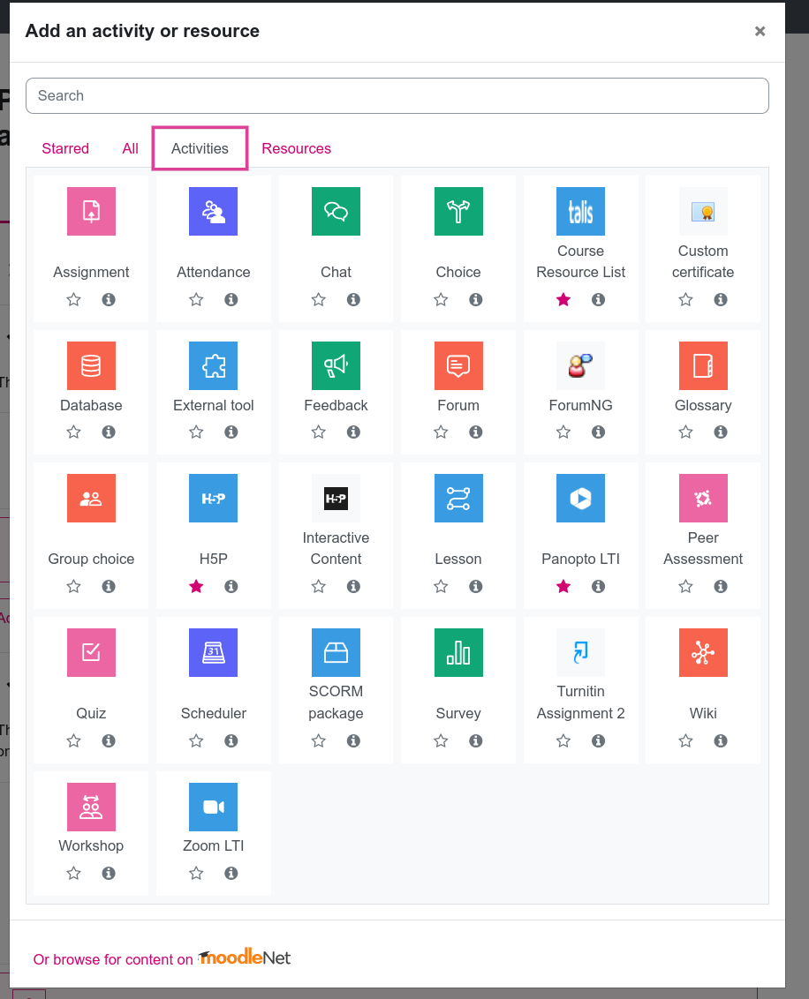 Add an activity or resource ×
Search
Starred All Activities Resources
Assignment
Attendance
Chat
Choice
talis
Course
Resource List
Custom
certificate
Database
External tool
Feedback
Forum
ForumNG
Glossary
Group choice
H-5P
H5P
H-5P
Interactive
Content
Lesson
Panopto LTI
Peer
Assessment
Quiz
31
Scheduler
SCORM
package
Survey
Turnitin
Assignment 2
Wiki
Workshop
Zoom LTI
Or browse for content on moodleNet